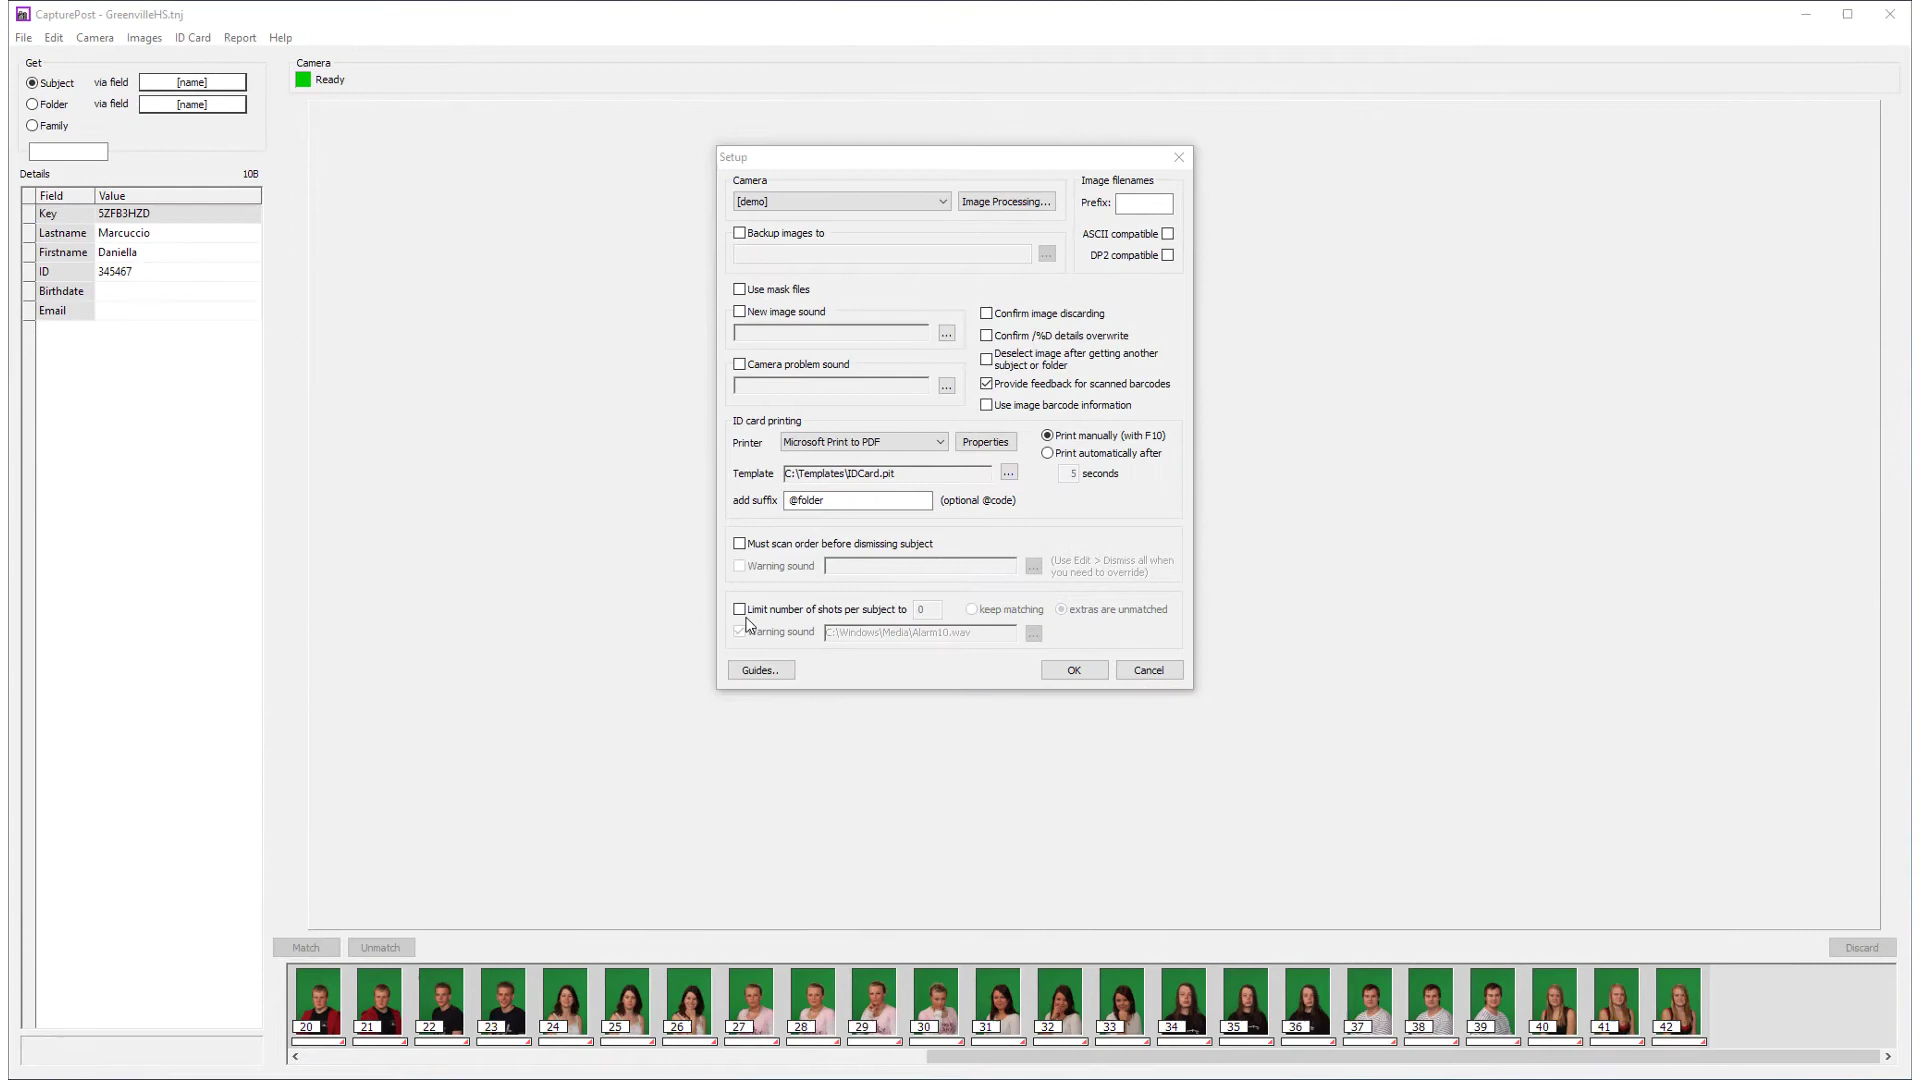 CapturePost - GreenvilleHS.tnj
File Edit Camera Images ID Card Report Help
Get
Subject via field [name]
Folder via field [name]
Family
Details 10B
Field Value
Key 5ZFB3HZD
Lastname Marcuccio
Firstname Daniella
ID 345467
Birthdate
Email
Camera
Ready
Setup
Camera
[demo] Image Processing...
Image filenames
Prefix:
ASCII compatible
DP2 compatible
Backup images to
...
Use mask files
New image sound
...
Camera problem sound
...
Confirm image discarding
Confirm /%D details overwrite
Deselect image after getting another
subject or folder
Provide feedback for scanned barcodes
Use image barcode information
ID card printing
Printer Microsoft Print to PDF Properties
Template C:\Templates\IDCard.pit ...
add suffix @folder (optional @code)
Print manually (with F10)
Print automatically after
5 seconds
Must scan order before dismissing subject
Warning sound ... (Use Edit > Dismiss all when
you need to override)
Limit number of shots per subject to 0 keep matching extras are unmatched
Warning sound C:\Windows\Media\Alarm10.wav ...
Guides.. OK Cancel
Match Unmatch Discard
20 21 22 23 24 25 26 27 28 29 30 31 32 33 34 35 36 37 38 39 40 41 42